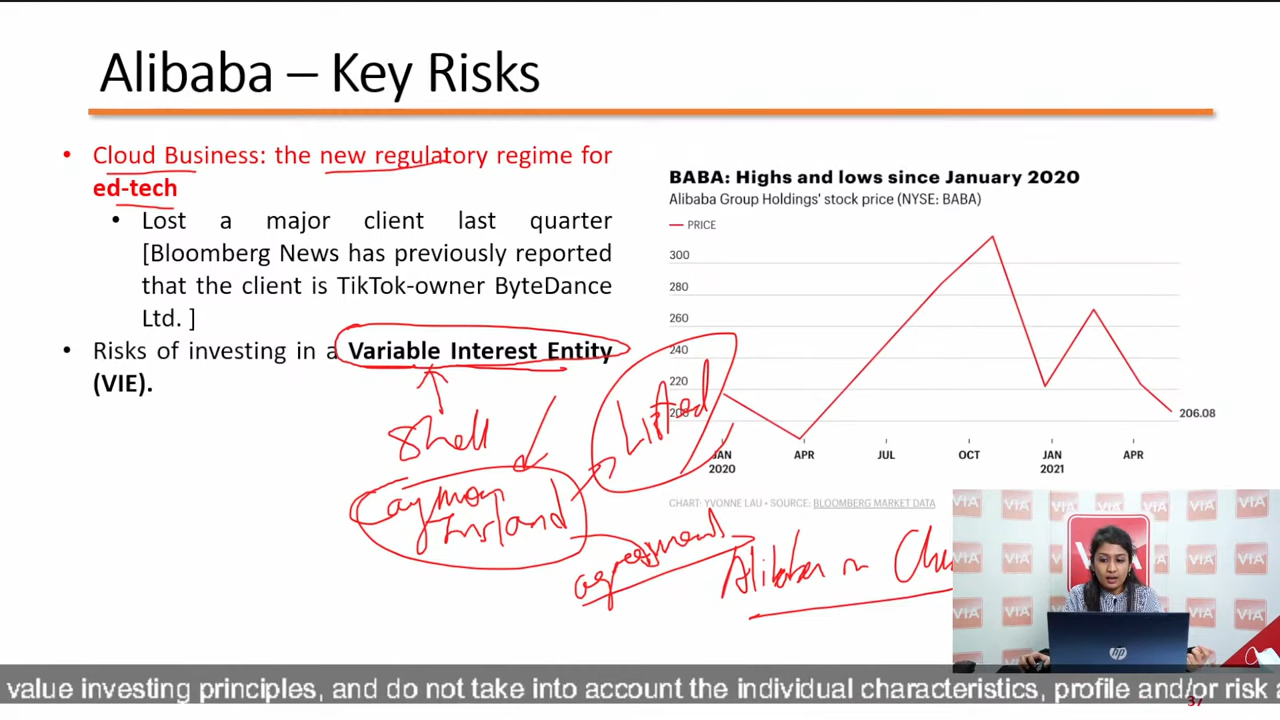 Alibaba – Key Risks
• Cloud Business: the new regulatory regime for
ed-tech
• Lost a major client last quarter
[Bloomberg News has previously reported
that the client is TikTok-owner ByteDance
Ltd. ]
• Risks of investing in a Variable Interest Entity
(VIE).
Shell
Cayman
Island
Listed
agreement
Alibaba in
BABA: Highs and lows since January 2020
Alibaba Group Holdings' stock price (NYSE: BABA)
— PRICE
300
280
260
240
220
200
206.08
JAN APR JUL OCT JAN APR
2020 2021
CHART: YVONNE LAU • SOURCE: BLOOMBERG MARKET DATA
VIA
value investing principles, and do not take into account the individual characteristics, profile and/or risk
37